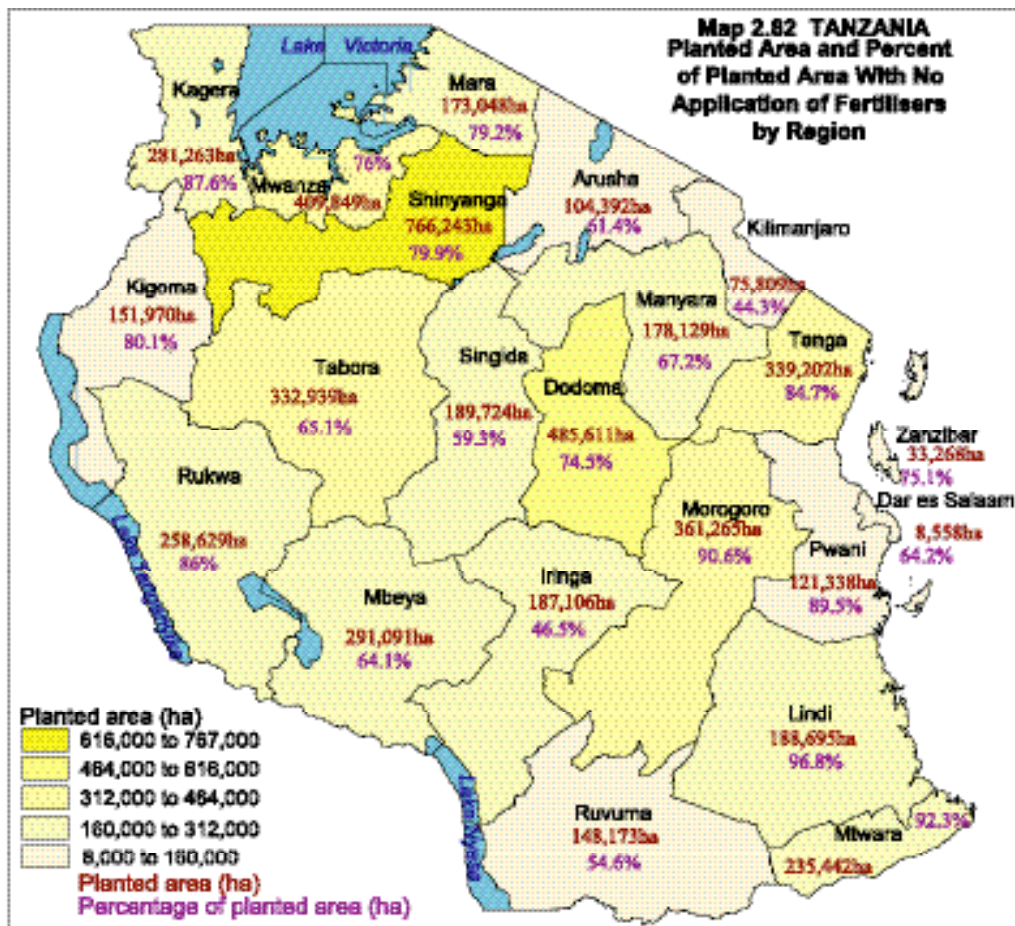 Map 2.82 TANZANIA
Planted Area and Percent
of Planted Area With No
Application of Fertilisers
by Region
Lake Victoria
Kagera
281,263ha
87.6%
Mara
173,048ha
79.2%
Mwanza
76%
409,849ha
Shinyanga
766,243ha
79.9%
Arusha
104,392ha
61.4%
Kilimanjaro
75,809ha
44.3%
Kigoma
151,970ha
80.1%
Tabora
332,939ha
65.1%
Singida
189,724ha
59.3%
Manyara
178,129ha
67.2%
Dodoma
485,611ha
74.5%
Tanga
339,202ha
84.7%
Zanzibar
33,268ha
75.1%
Dar es Salaam
8,558ha
64.2%
Rukwa
258,629ha
86%
Morogoro
361,265ha
90.6%
Pwani
121,338ha
89.5%
Lake Tanganyika
Mbeya
291,091ha
64.1%
Iringa
187,106ha
46.5%
Lindi
188,695ha
96.8%
Lake Nyasa
Ruvuma
148,173ha
54.6%
Mtwara
92.3%
235,442ha
Planted area (ha)
616,000 to 767,000
464,000 to 616,000
312,000 to 464,000
160,000 to 312,000
8,000 to 160,000
Planted area (ha)
Percentage of planted area (ha)